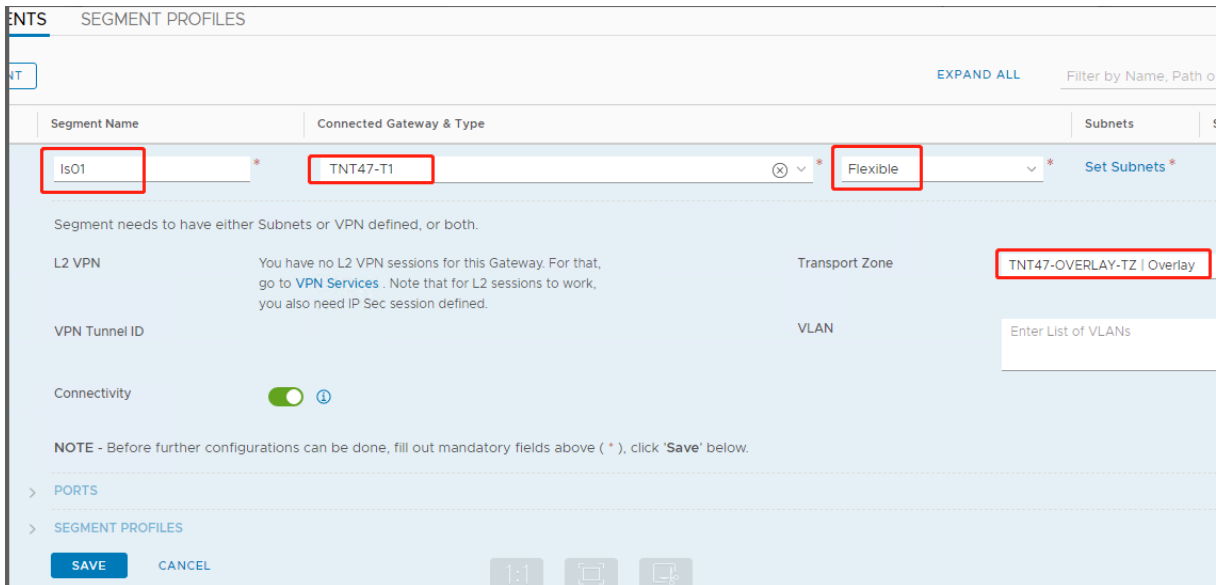 ENTS SEGMENT PROFILES
NT
EXPAND ALL Filter by Name, Path o
Segment Name Connected Gateway & Type Subnets S
ls01 * TNT47-T1 * Flexible * Set Subnets *
Segment needs to have either Subnets or VPN defined, or both.
L2 VPN You have no L2 VPN sessions for this Gateway. For that, Transport Zone TNT47-OVERLAY-TZ | Overlay
go to VPN Services . Note that for L2 sessions to work,
you also need IP Sec session defined.
VPN Tunnel ID VLAN Enter List of VLANs
Connectivity
NOTE - Before further configurations can be done, fill out mandatory fields above ( * ), click 'Save' below.
PORTS
SEGMENT PROFILES
SAVE CANCEL
1:1